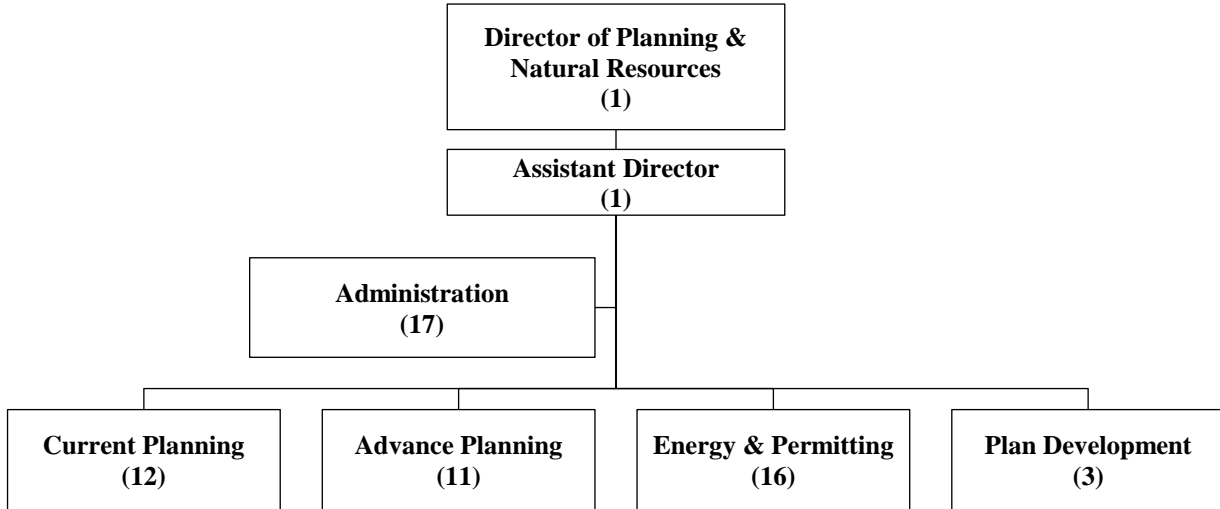 Director of Planning &
Natural Resources
(1)
Assistant Director
(1)
Administration
(17)
Current Planning
(12)
Advance Planning
(11)
Energy & Permitting
(16)
Plan Development
(3)